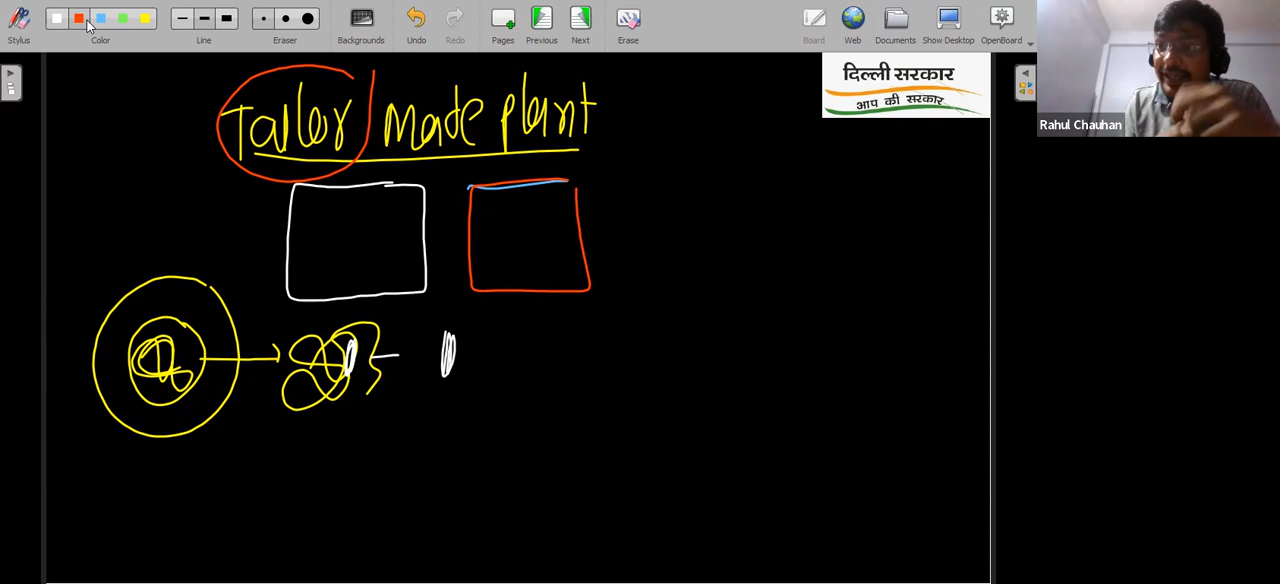 Stylus
Color
Line
Eraser
Backgrounds
Undo
Redo
Pages
Previous
Next
Erase
Board
Web
Documents
Show Desktop
OpenBoard
Tailor Made plant
दिल्ली सरकार
आप की सरकार
Rahul Chauhan